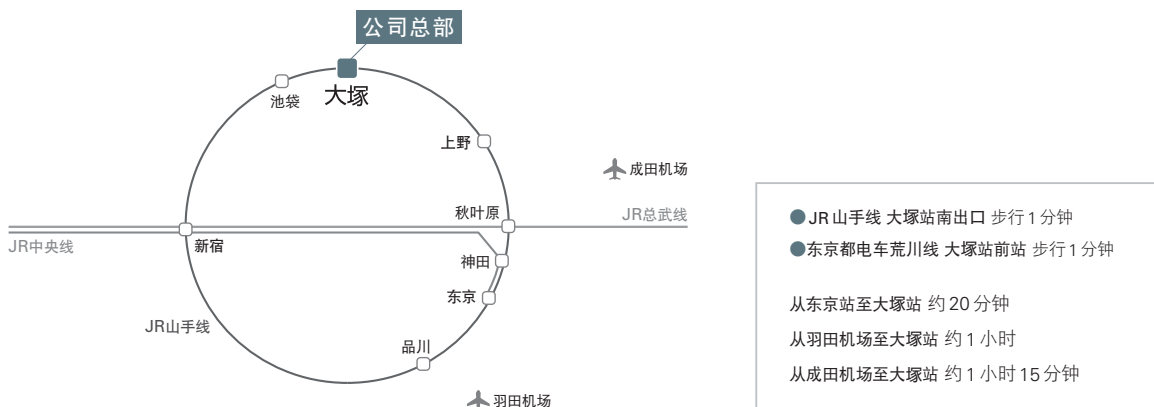 公司总部
池袋
大塚
上野
成田机场
秋叶原
JR总武线
JR中央线
新宿
神田
东京
JR山手线
品川
羽田机场
●JR山手线 大塚站南出口 步行1分钟
●东京都电车荒川线 大塚站前站 步行1分钟
从东京站至大塚站 约20分钟
从羽田机场至大塚站 约1小时
从成田机场至大塚站 约1小时15分钟